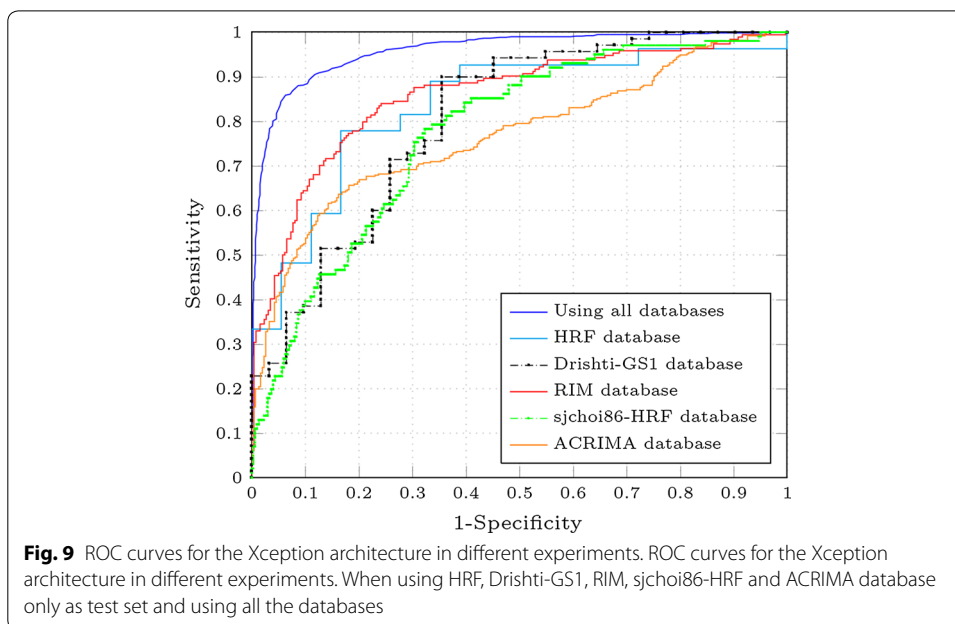 1
0.9
0.8
0.7
0.6
0.5
0.4
0.3
0.2
0.1
0
Sensitivity
Using all databases
HRF database
Drishti-GS1 database
RIM database
sjchoi86-HRF database
ACRIMA database
0 0.1 0.2 0.3 0.4 0.5 0.6 0.7 0.8 0.9 1
1-Specificity
Fig. 9 ROC curves for the Xception architecture in different experiments. ROC curves for the Xception
architecture in different experiments. When using HRF, Drishti-GS1, RIM, sjchoi86-HRF and ACRIMA database
only as test set and using all the databases